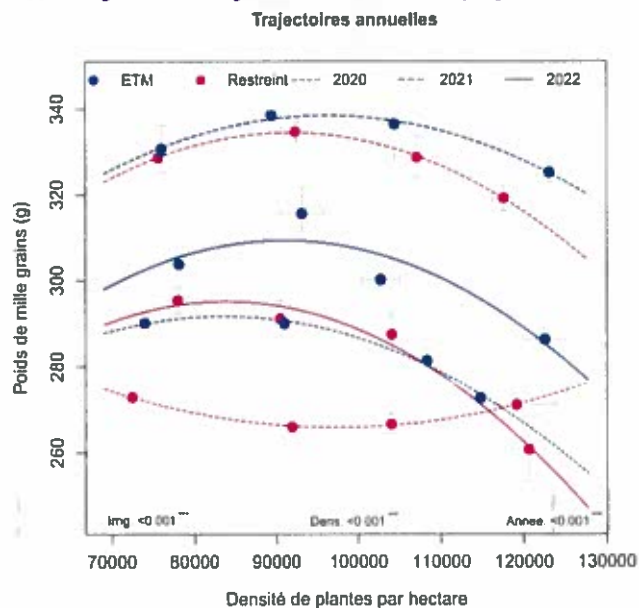 Trajectoires annuelles
ETM Restreint 2020 2021 2022
Poids de mille grains (g)
340
320
300
280
260
Irrig. <0.001*** Dens. <0.001*** Annee. <0.001***
70000 80000 90000 100000 110000 120000 130000
Densité de plantes par hectare